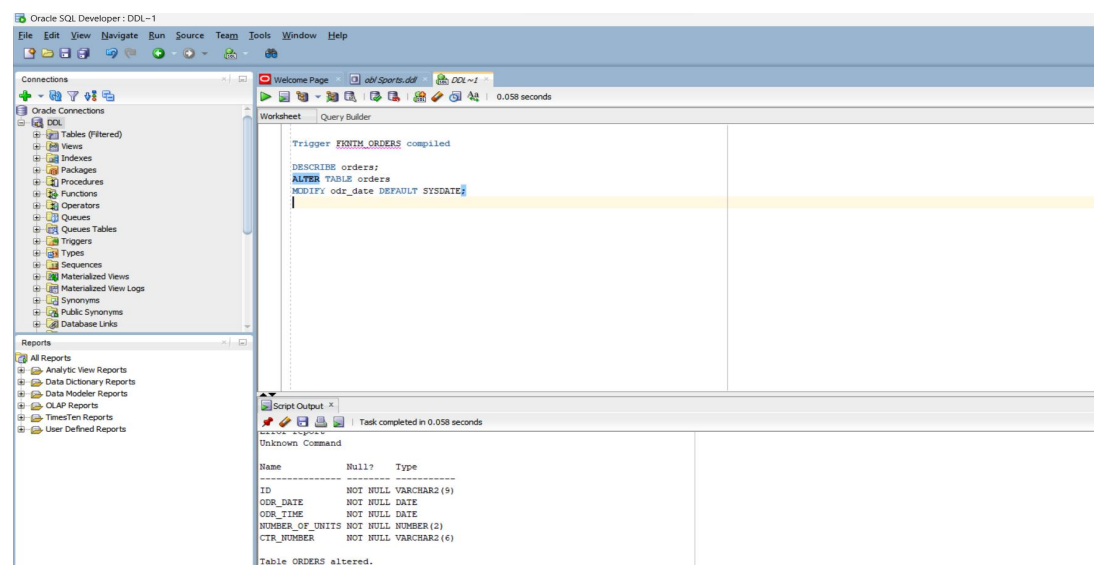 Oracle SQL Developer : DDL~1
File Edit View Navigate Run Source Team Tools Window Help
Connections
Oracle Connections
DDL
Tables (Filtered)
Views
Indexes
Packages
Procedures
Functions
Operators
Queues
Queues Tables
Triggers
Types
Sequences
Materialized Views
Materialized View Logs
Synonyms
Public Synonyms
Database Links
Reports
All Reports
Analytic View Reports
Data Dictionary Reports
Data Modeler Reports
OLAP Reports
TimesTen Reports
User Defined Reports
Welcome Page obl Sports.ddl DDL~1
0.058 seconds
Worksheet Query Builder
Trigger FKNTM_ORDERS compiled
DESCRIBE orders;
ALTER TABLE orders
MODIFY odr_date DEFAULT SYSDATE;
Script Output
Task completed in 0.058 seconds
Error report
Unknown Command
Name Null? Type
--------------- -------- -----------
ID NOT NULL VARCHAR2(9)
ODR_DATE NOT NULL DATE
ODR_TIME NOT NULL DATE
NUMBER_OF_UNITS NOT NULL NUMBER(2)
CTR_NUMBER NOT NULL VARCHAR2(6)
Table ORDERS altered.